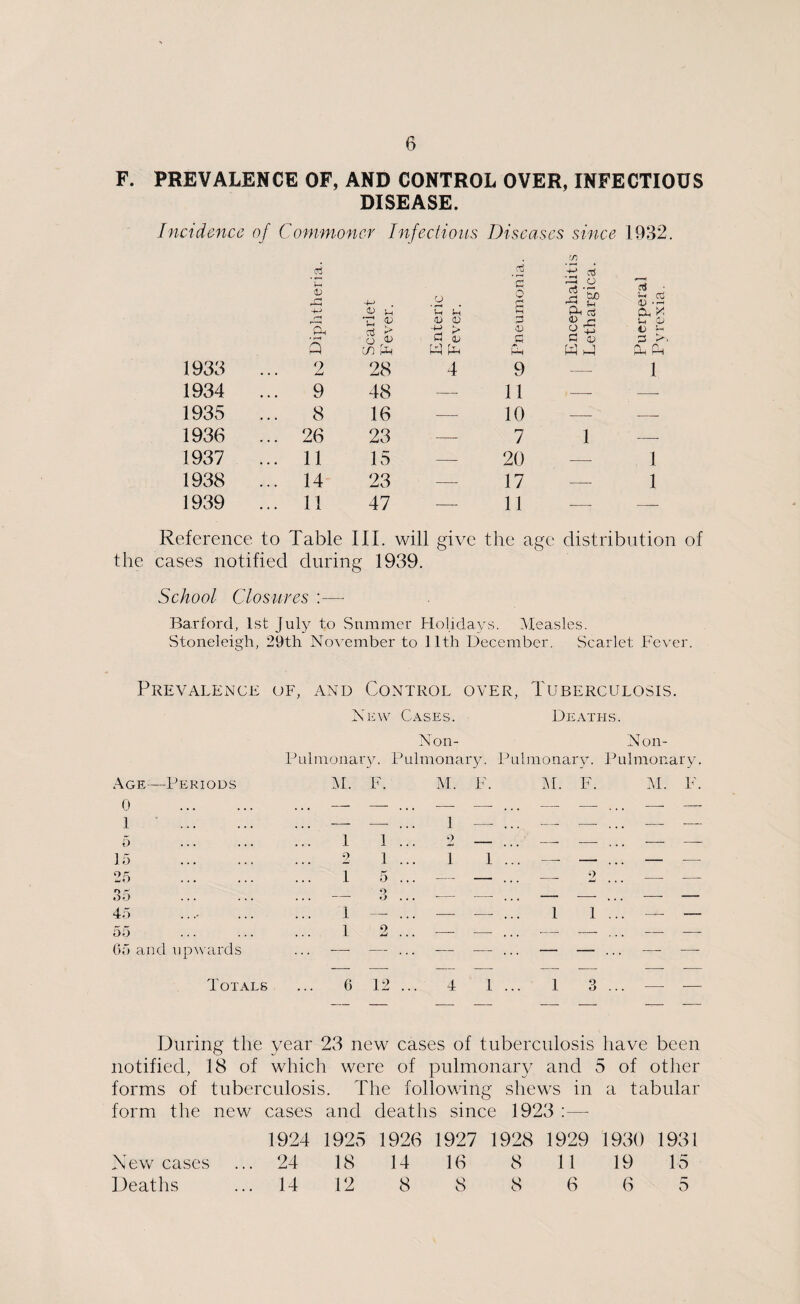 6
F. PREVALENCE OF, AND CONTROL OVER, INFECTIOUS
DISEASE.
Incidence of Commoner Infectious Diseases since 1932.
Diphtheria. Scarlet Fever. Enteric Fever. Pneumonia. Encephalitis Lethargica. Puerperal Pyrexia.
1933 ... 2 28 4 9 — 1
1934 ... 9 48 — 11 — —
1935 ... 8 16 — 10 — —
1936 ... 26 23 — 7 1 —
1937 ... 11 15 — 20 — 1
1938 ... 14 23 — 17 — 1
1939 ... 11 47 — 11 — —
Reference to Table III. will give the age distribution of
the cases notified during 1939.
School Closures :—
Barford, 1st July to Summer Holidays. Measles.
Stoneleigh, 29th November to 11th December. Scarlet Fever.
PREVALENCE OF, AND CONTROL OVER, TUBERCULOSIS.
NEW CASES. DEATHS.
Non- Non-
Pulmonary. Pulmonary. Pulmonary. Pulmonary.
AGE—PERIODS M. F. M. F. M. F. M. F.
0 ... ... ... — — ... — — ... — — ... — —
1 ... ... ... — — ... 1 — ... — — ... — —
5 ... ... ... 1 1 ... 2 — ... — — ... — —
15 ... ... ... 2 1 ... 1 1 ... — — ... — —
25 ... ... ... 1 5 ... — — ... — 2 ... — —
35 ... ... ... — 3 ... — — ... — — ... — —
45 ... ... ... 1 — ... — — ... 1 1 ... — —
55 ... ... ... 1 2 ... — — ... — — ... — —
65 and upwards ... — — ... — — ... — — ... — —
TOTALS ... 6 12 ... 4 1 ... 1 3 ... — —
During the year 23 new cases of tuberculosis have been
notified, 18 of which were of pulmonary and 5 of other
forms of tuberculosis. The following shews in a tabular
form the new cases and deaths since 1923 :—
1924 1925 1926 1927 1928 1929 1930 1931
New cases ... 24 18 14 16 8 11 19 15
Deaths ... 14 12 8 8 8 6 6 5